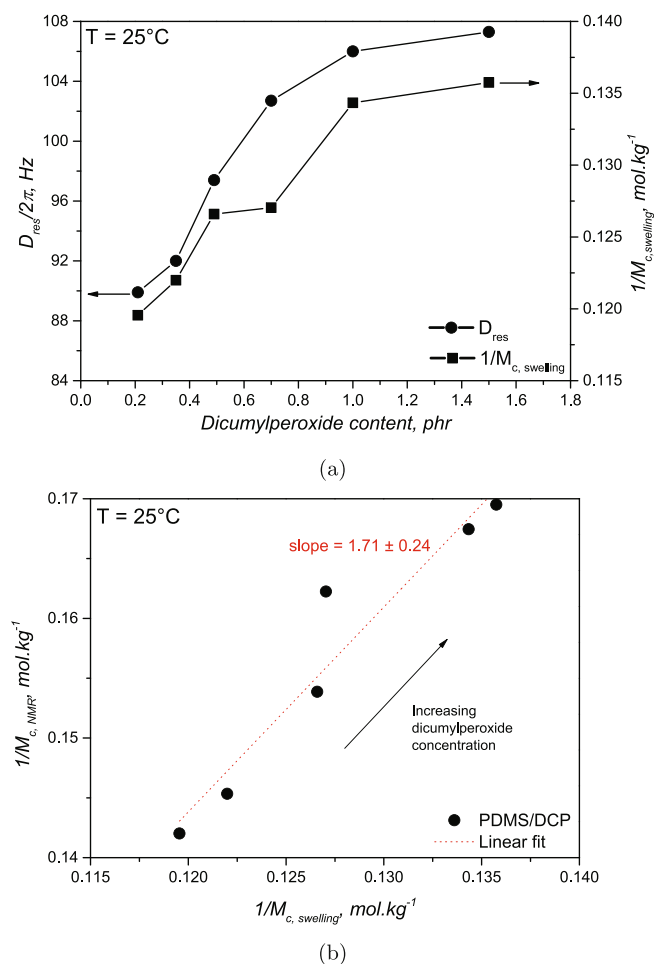 T = 25°C
108
104
100
96
92
88
84
D_res/2π, Hz
0.140
0.135
0.130
0.125
0.120
0.115
1/M_c,swelling, mol.kg⁻¹
D_res
1/M_c, swelling
0.0 0.2 0.4 0.6 0.8 1.0 1.2 1.4 1.6 1.8
Dicumylperoxide content, phr
(a)
T = 25°C
0.17
0.16
0.15
0.14
1/M_c, NMR, mol.kg⁻¹
slope = 1.71 ± 0.24
Increasing
dicumylperoxide
concentration
PDMS/DCP
Linear fit
0.115 0.120 0.125 0.130 0.135 0.140
1/M_c, swelling, mol.kg⁻¹
(b)